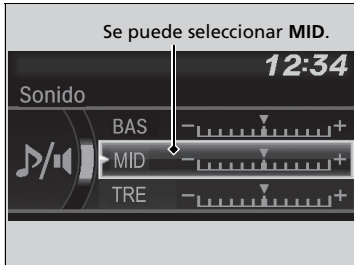 Se puede seleccionar MID.
12:34
Sonido
BAS - +
MID - +
TRE - +